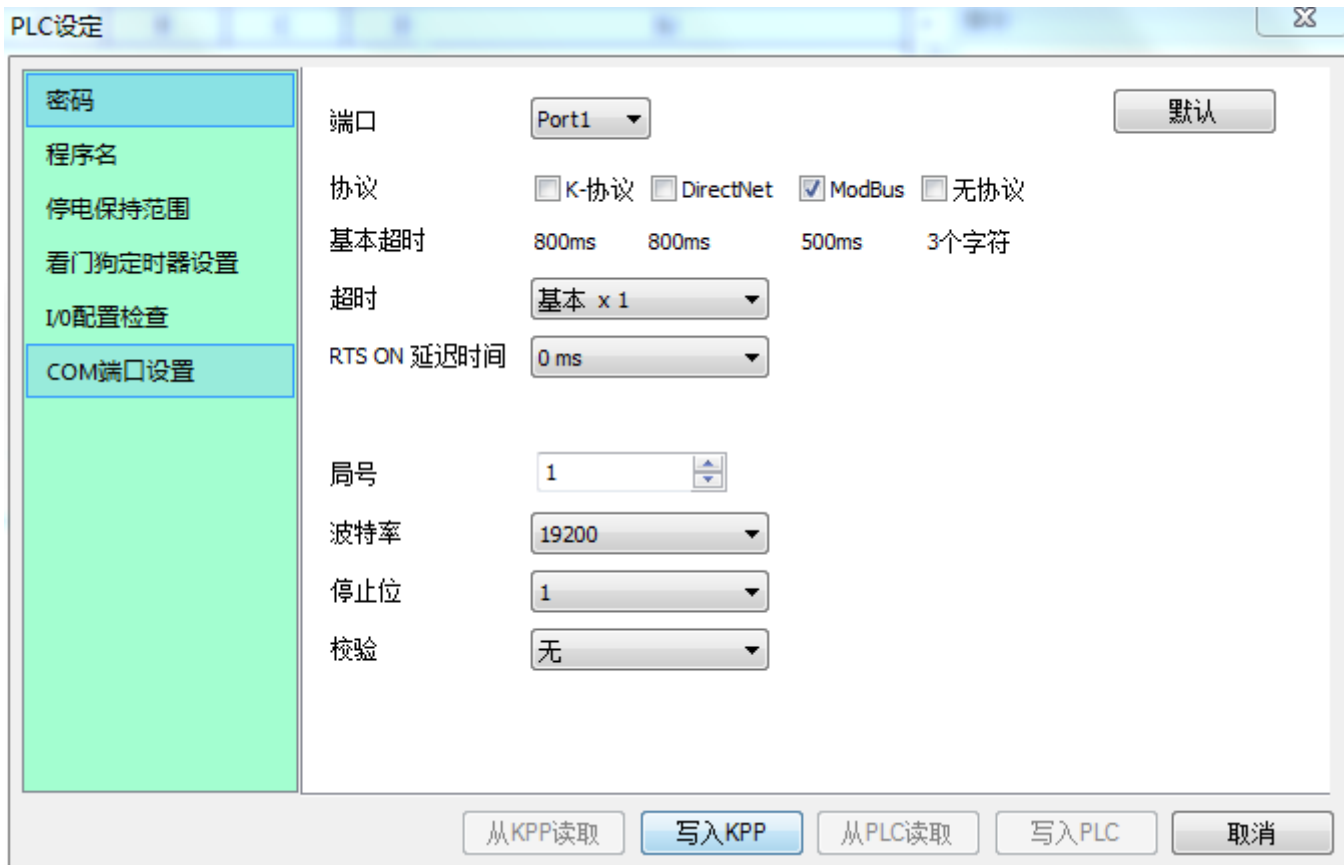 PLC设定
密码
程序名
停电保持范围
看门狗定时器设置
I/0配置检查
COM端口设置
端口 Port1 默认
协议 K-协议 DirectNet ModBus 无协议
基本超时 800ms 800ms 500ms 3个字符
超时 基本 x 1
RTS ON 延迟时间 0 ms
局号 1
波特率 19200
停止位 1
校验 无
从KPP读取 写入KPP 从PLC读取 写入PLC 取消